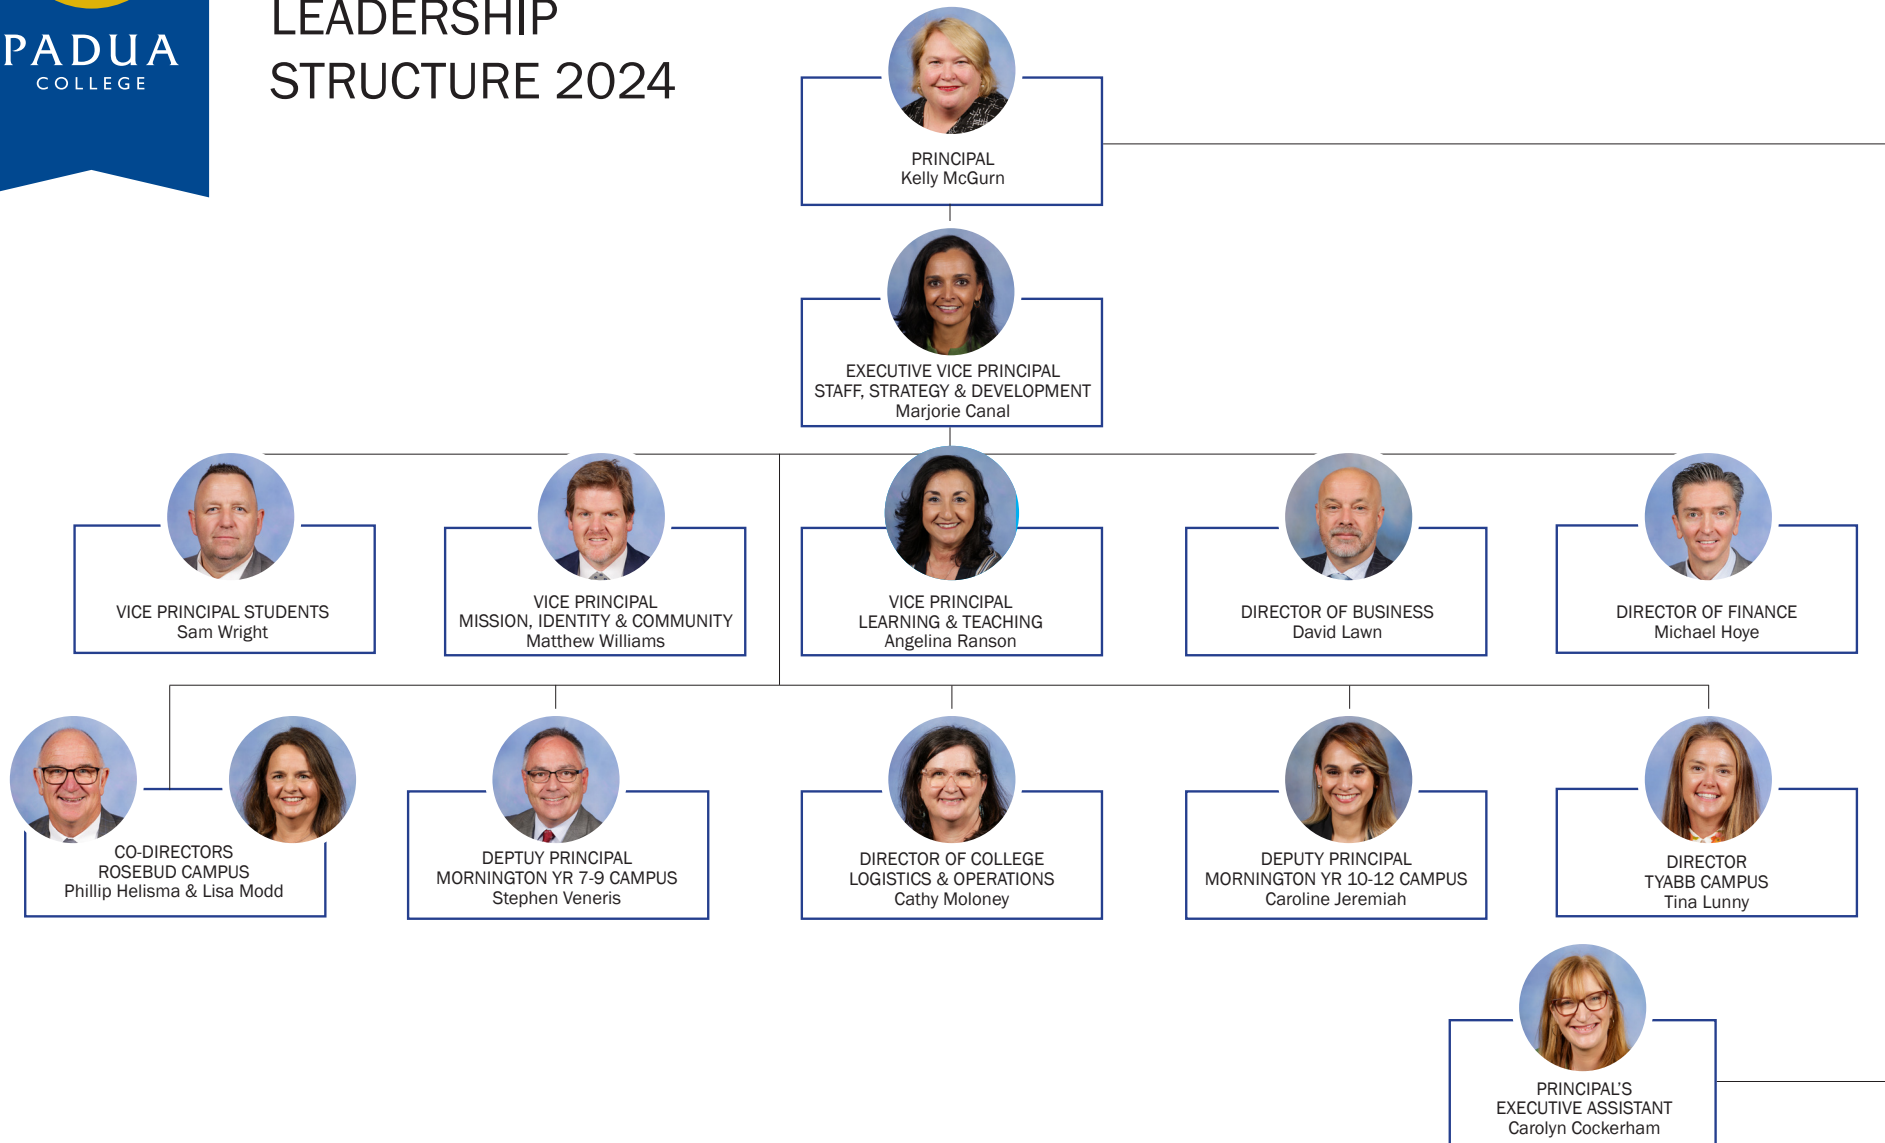 PADUA
COLLEGE
LEADERSHIP
STRUCTURE 2024
PRINCIPAL
Kelly McGurn
EXECUTIVE VICE PRINCIPAL
STAFF, STRATEGY & DEVELOPMENT
Marjorie Canal
VICE PRINCIPAL STUDENTS
Sam Wright
VICE PRINCIPAL
MISSION, IDENTITY & COMMUNITY
Matthew Williams
VICE PRINCIPAL
LEARNING & TEACHING
Angelina Ranson
DIRECTOR OF BUSINESS
David Lawn
DIRECTOR OF FINANCE
Michael Hoye
CO-DIRECTORS
ROSEBUD CAMPUS
Phillip Helisma & Lisa Modd
DEPTUY PRINCIPAL
MORNINGTON YR 7-9 CAMPUS
Stephen Veneris
DIRECTOR OF COLLEGE
LOGISTICS & OPERATIONS
Cathy Moloney
DEPUTY PRINCIPAL
MORNINGTON YR 10-12 CAMPUS
Caroline Jeremiah
DIRECTOR
TYABB CAMPUS
Tina Lunny
PRINCIPAL'S
EXECUTIVE ASSISTANT
Carolyn Cockerham